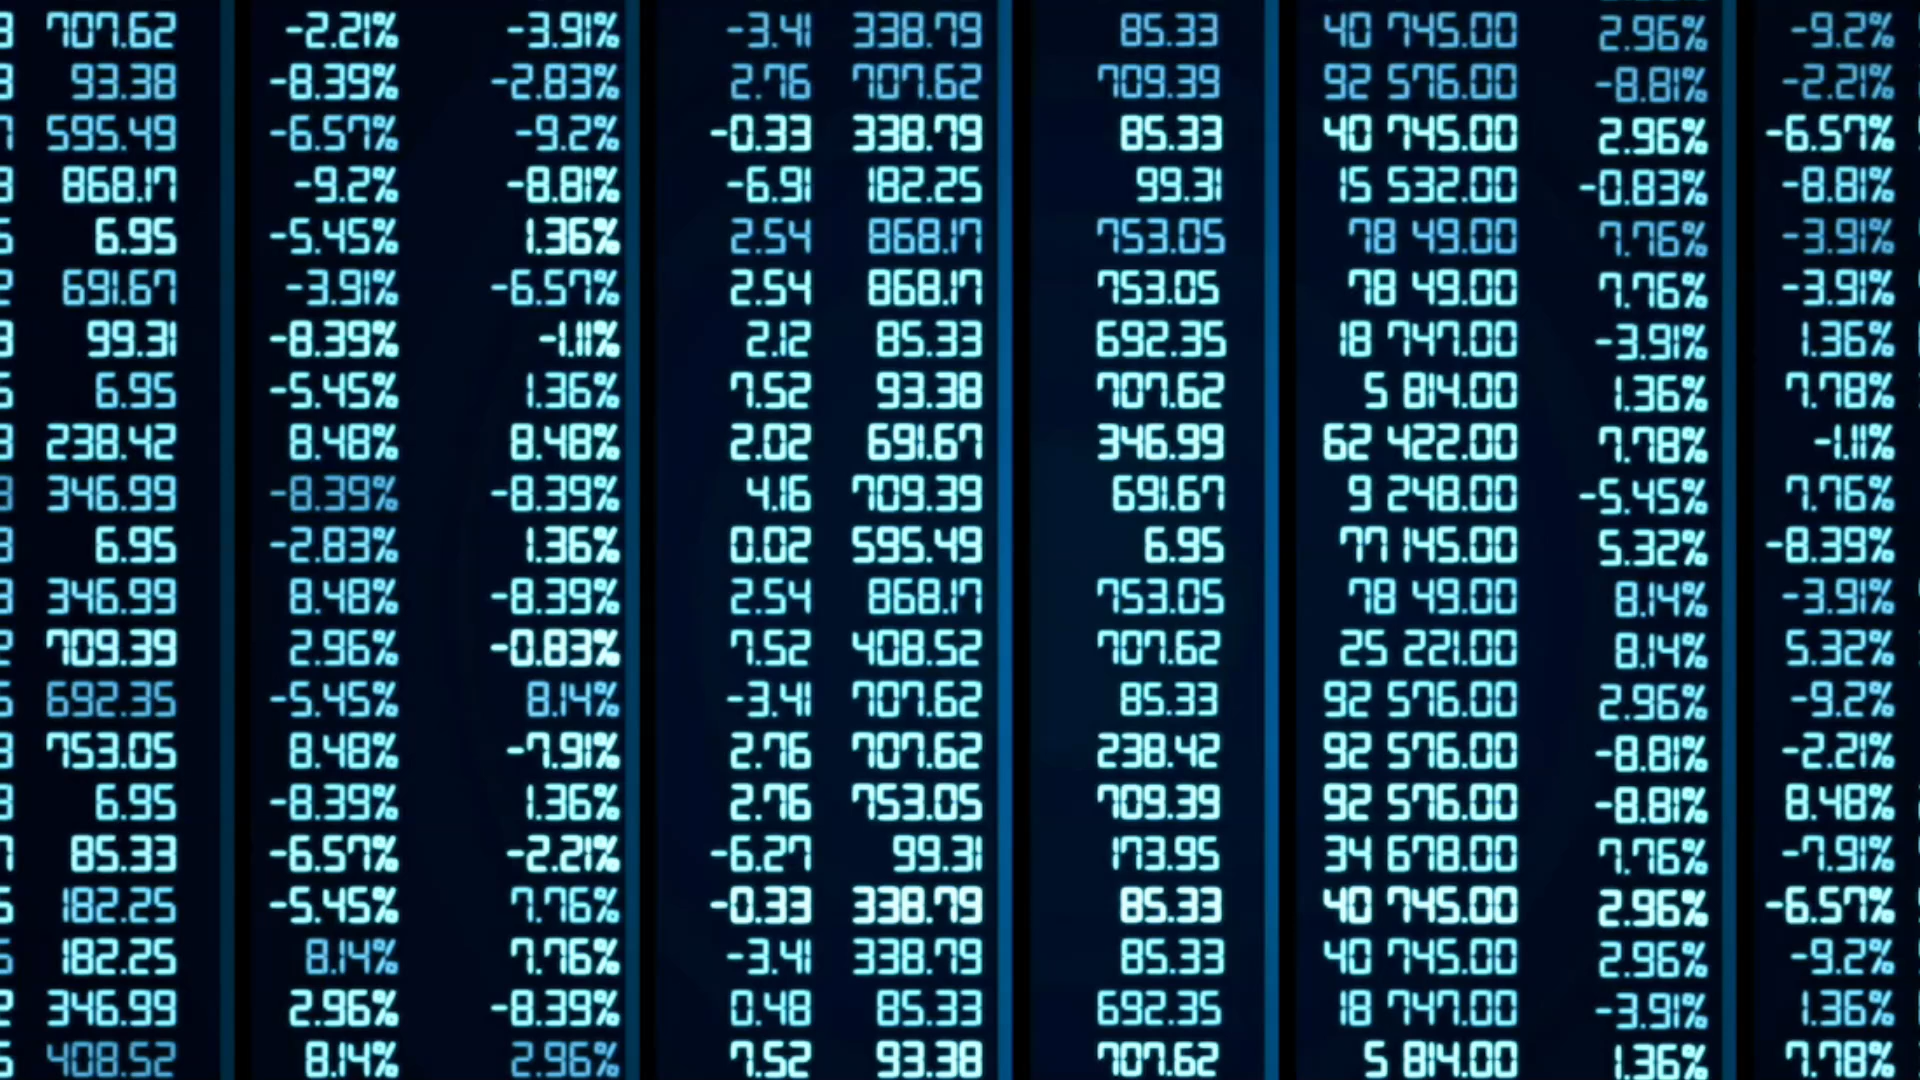 707.62 -2.21% -3.91% -3.41 338.79 85.33 40 745.00 2.96% -9.2%
93.38 -8.39% -2.83% 2.76 707.62 709.39 92 576.00 -8.81% -2.21%
595.49 -6.57% -9.2% -0.33 338.79 85.33 40 745.00 2.96% -6.57%
868.17 -9.2% -8.81% -6.91 182.25 99.31 15 532.00 -0.83% -8.81%
6.95 -5.45% 1.36% 2.54 868.17 753.05 78 49.00 7.76% -3.91%
691.67 -3.91% -6.57% 2.54 868.17 753.05 78 49.00 7.76% -3.91%
99.31 -8.39% -1.11% 2.12 85.33 692.35 18 747.00 -3.91% 1.36%
6.95 -5.45% 1.36% 7.52 93.38 707.62 5 814.00 1.36% 7.78%
238.42 8.48% 8.48% 2.02 691.67 346.99 62 422.00 7.78% -1.11%
346.99 -8.39% -8.39% 4.16 709.39 691.67 9 248.00 -5.45% 7.76%
6.95 -2.83% 1.36% 0.02 595.49 6.95 77 145.00 5.32% -8.39%
346.99 8.48% -8.39% 2.54 868.17 753.05 78 49.00 8.14% -3.91%
709.39 2.96% -0.83% 7.52 408.52 707.62 25 221.00 8.14% 5.32%
692.35 -5.45% 8.14% -3.41 707.62 85.33 92 576.00 2.96% -9.2%
753.05 8.48% -7.91% 2.76 707.62 238.42 92 576.00 -8.81% -2.21%
6.95 -8.39% 1.36% 2.76 753.05 709.39 92 576.00 -8.81% 8.48%
85.33 -6.57% -2.21% -6.27 99.31 173.95 34 678.00 7.76% -7.91%
182.25 -5.45% 7.76% -0.33 338.79 85.33 40 745.00 2.96% -6.57%
182.25 8.14% 7.76% -3.41 338.79 85.33 40 745.00 2.96% -9.2%
346.99 2.96% -8.39% 0.48 85.33 692.35 18 747.00 -3.91% 1.36%
408.52 8.14% 2.96% 7.52 93.38 707.62 5 814.00 1.36% 7.78%